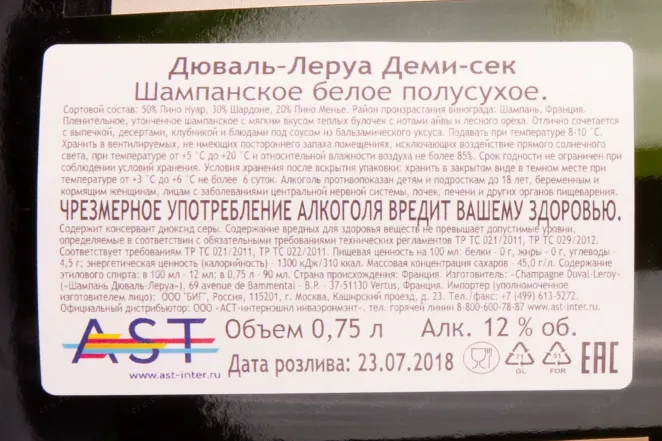 Дюваль-Леруа Деми-сек
Шампанское белое полусухое.
Сортовой состав: 50% Пино Нуар, 30% Шардоне, 20% Пино Менье. Район произрастания винограда: Шампань, Франция.
Пленительное, утонченное шампанское с мягким вкусом теплых булочек с нотами айвы и лесного ореха. Отлично сочетается
с выпечкой, десертами, клубникой и блюдами под соусом из бальзамического уксуса. Подавать при температуре 8-10 ˚С.
Хранить в вентилируемых, не имеющих постороннего запаха помещениях, исключающих воздействие прямого солнечного
света, при температуре от +5 ˚С до +20 ˚С и относительной влажности воздуха не более 85%. Срок годности не ограничен при
соблюдении условий хранения. Условия хранения после вскрытия упаковки: хранить в закрытом виде в темном месте при
температуре от +3 ˚С до +6 ˚С не более 6 суток. Алкоголь противопоказан детям и подросткам до 18 лет, беременным и
кормящим женщинам, лицам с заболеваниями центральной нервной системы, почек, печени и других органов пищеварения.
ЧРЕЗМЕРНОЕ УПОТРЕБЛЕНИЕ АЛКОГОЛЯ ВРЕДИТ ВАШЕМУ ЗДОРОВЬЮ.
Содержит консервант диоксид серы. Содержание вредных для здоровья веществ не превышает допустимые уровни,
определяемые в соответствии с обязательными требованиями технических регламентов ТР ТС 021/2011, ТР ТС 029/2012.
Соответствует требованиям ТР ТС 021/2011, ТР ТС 022/2011. Пищевая ценность на 100 мл: белки - 0 г, жиры - 0 г, углеводы -
4,5 г; энергетическая ценность (калорийность) - 1300 кДж/310 ккал. Массовая концентрация сахаров - 45,0 г/л. Содержание
этилового спирта: в 100 мл - 12 мл; в 0,75 л - 90 мл. Страна происхождения: Франция. Изготовитель: «Champagne Duval-Leroy»
(«Шампань Дюваль-Леруа»), 69 avenue de Bammental - B.P. - 37-51130 Vertus, Франция. Импортер (уполномоченное
изготовителем лицо): ООО "БИГ", Россия, 115201, г. Москва, Каширский проезд, д. 23. Тел./факс: +7 (499) 613-5272.
Официальный дистрибьютор: ООО «АСТ-интернэшнл инваэронмэнт», тел. горячей линии 8-800-600-78-87 www.ast-inter.ru
AST
www.ast-inter.ru
Объем 0,75 л Алк. 12 % об.
Дата розлива: 23.07.2018
71
GL
51
FOR
EAC